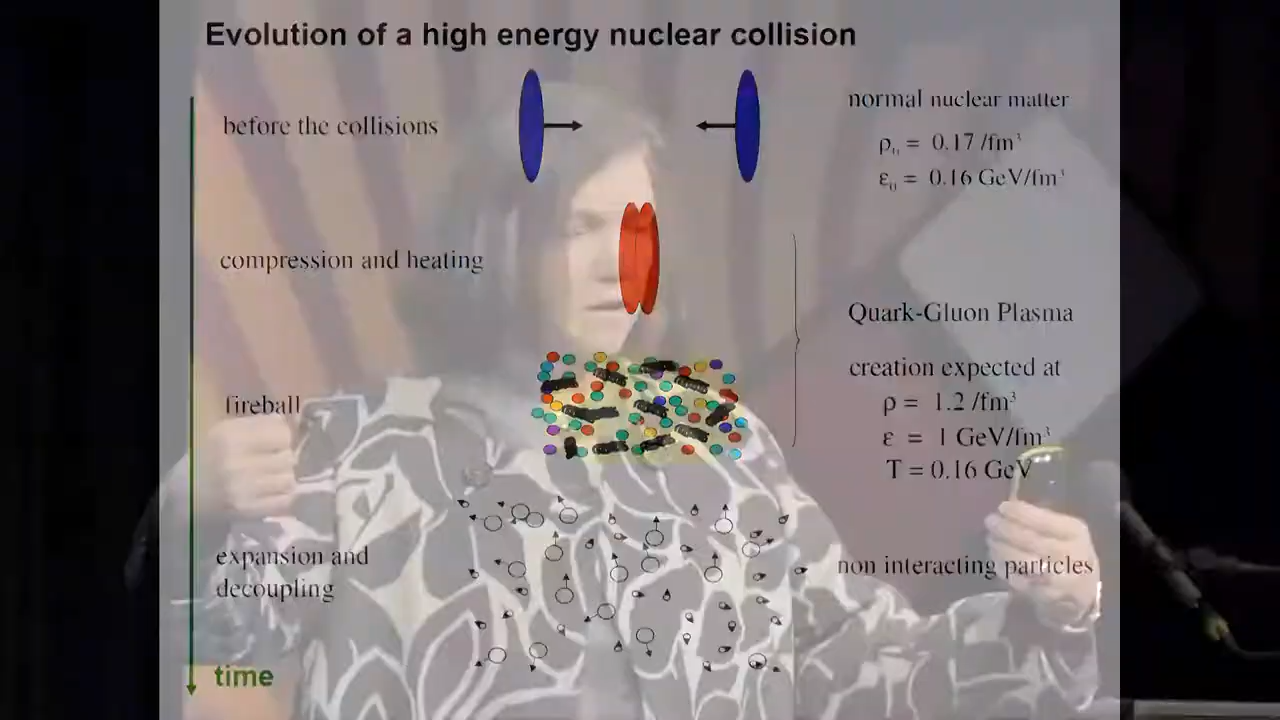 Evolution of a high energy nuclear collision
before the collisions
normal nuclear matter
ρ₀ = 0.17 /fm³
ε₀ = 0.16 GeV/fm³
compression and heating
Quark-Gluon Plasma
creation expected at
fireball
ρ = 1.2 /fm³
ε = 1 GeV/fm³
T = 0.16 GeV
expansion and
decoupling
non interacting particles
time